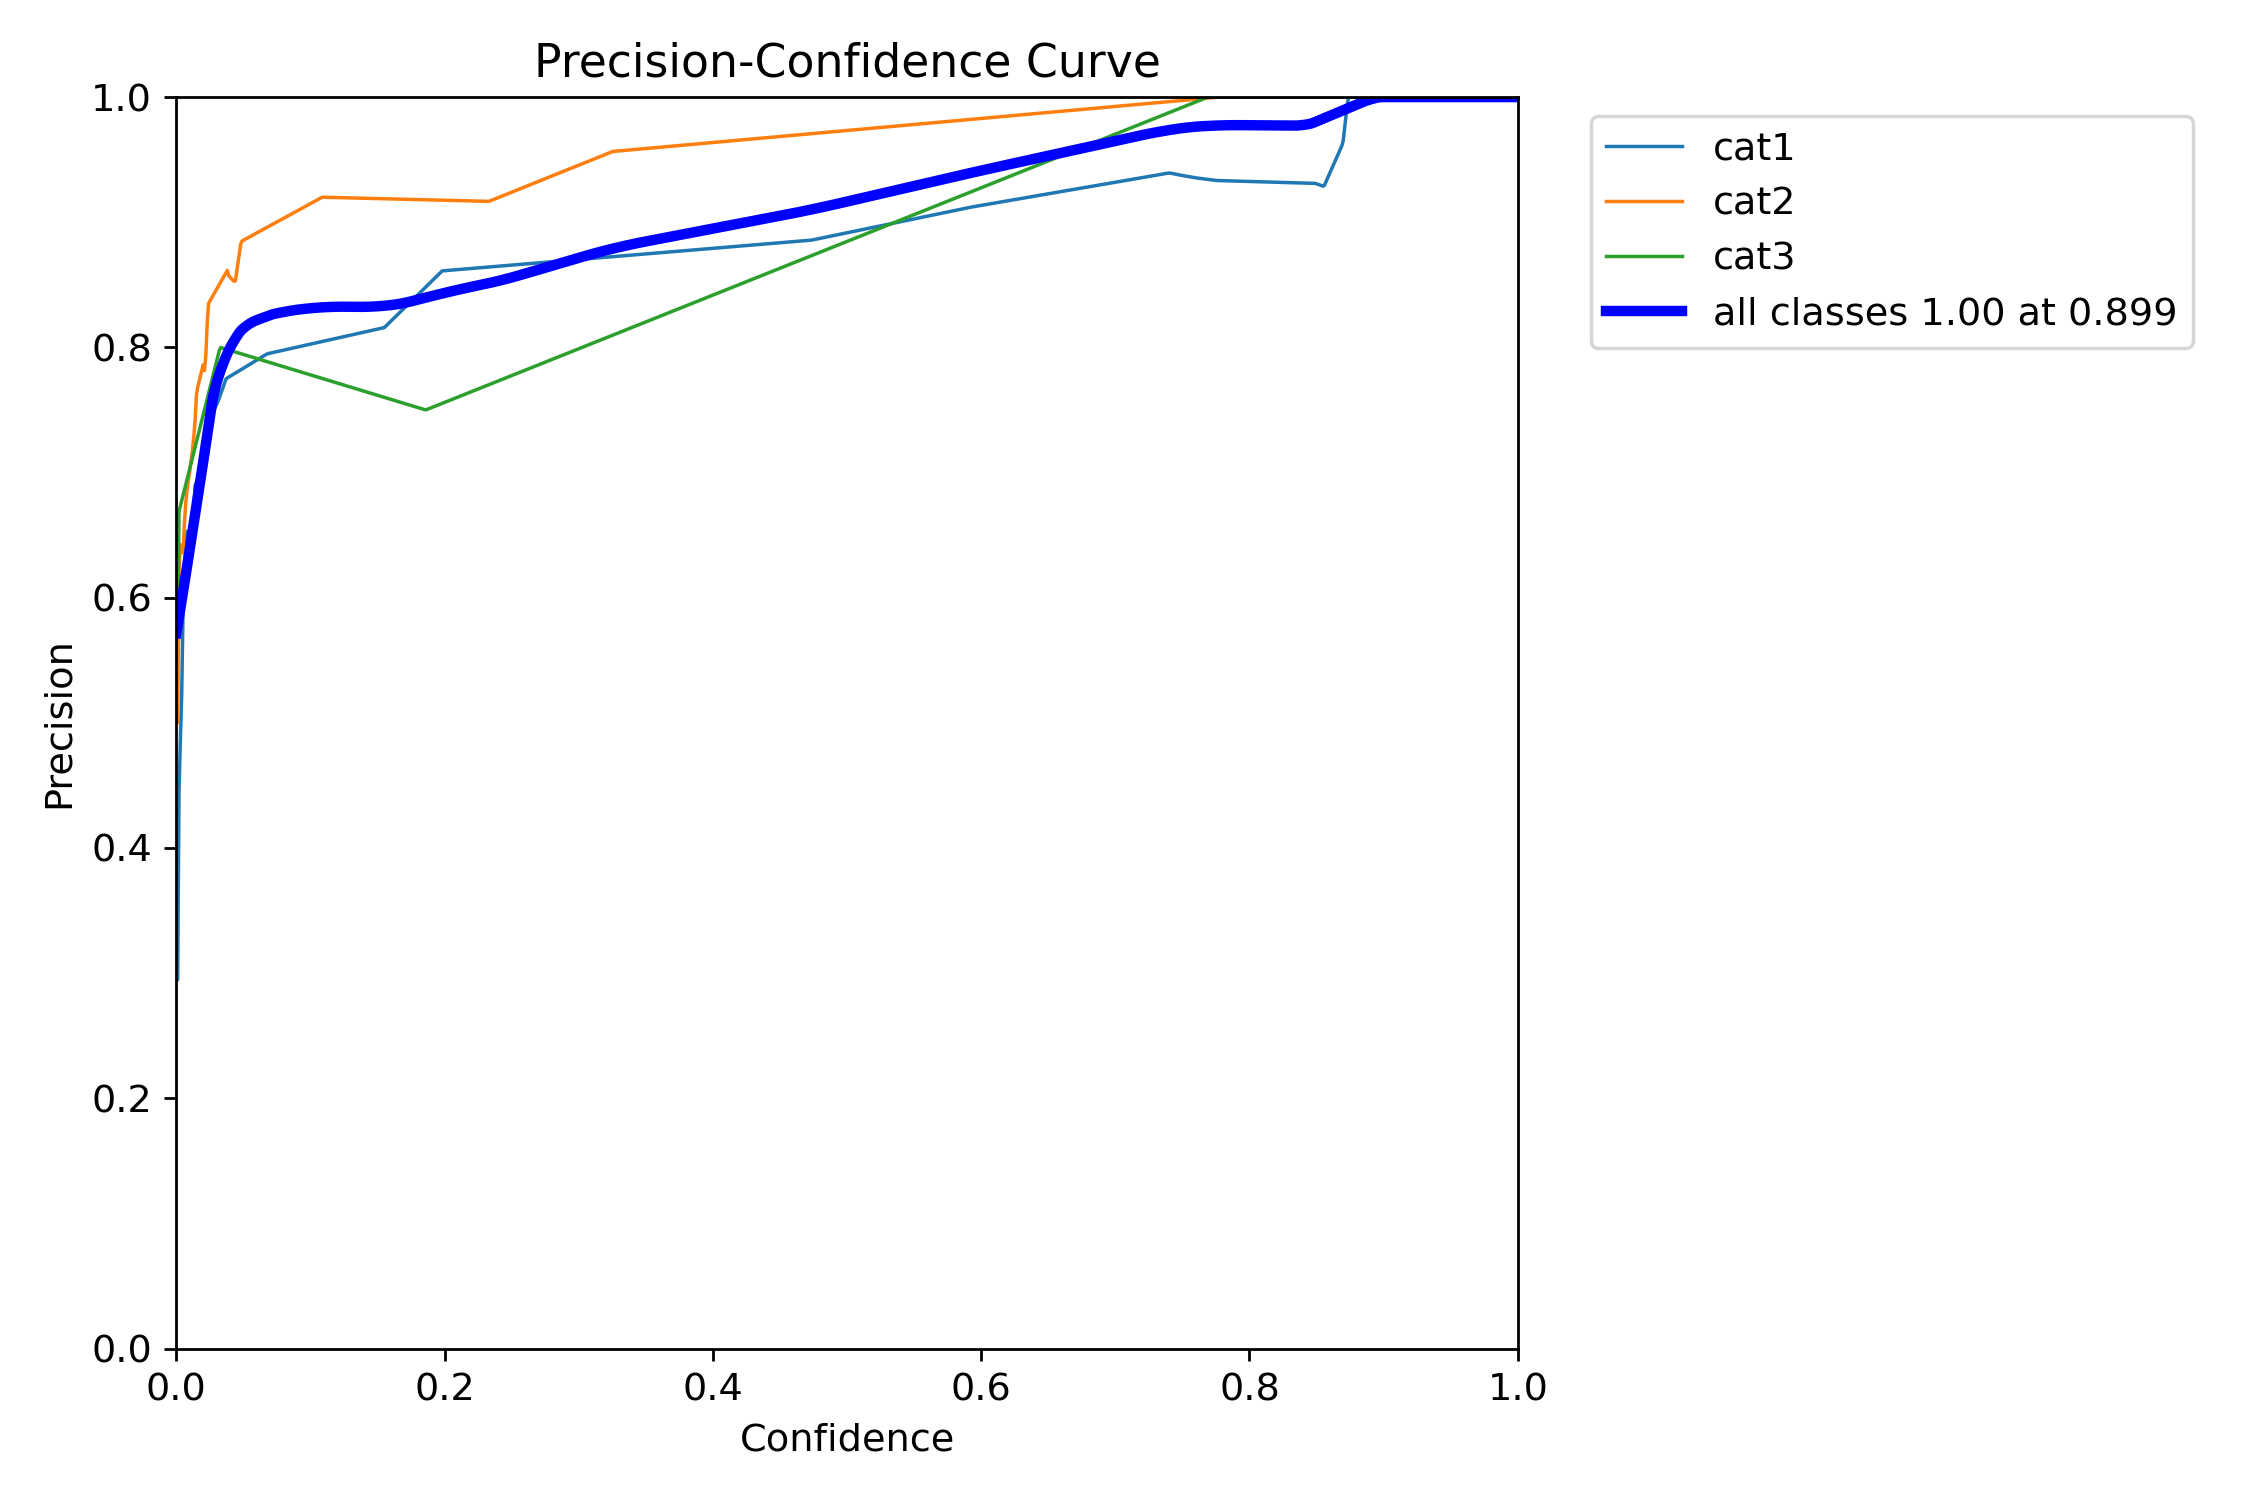 Precision-Confidence Curve
1.0
0.8
0.6
0.4
0.2
0.0
Precision
0.0 0.2 0.4 0.6 0.8 1.0
Confidence
cat1
cat2
cat3
all classes 1.00 at 0.899